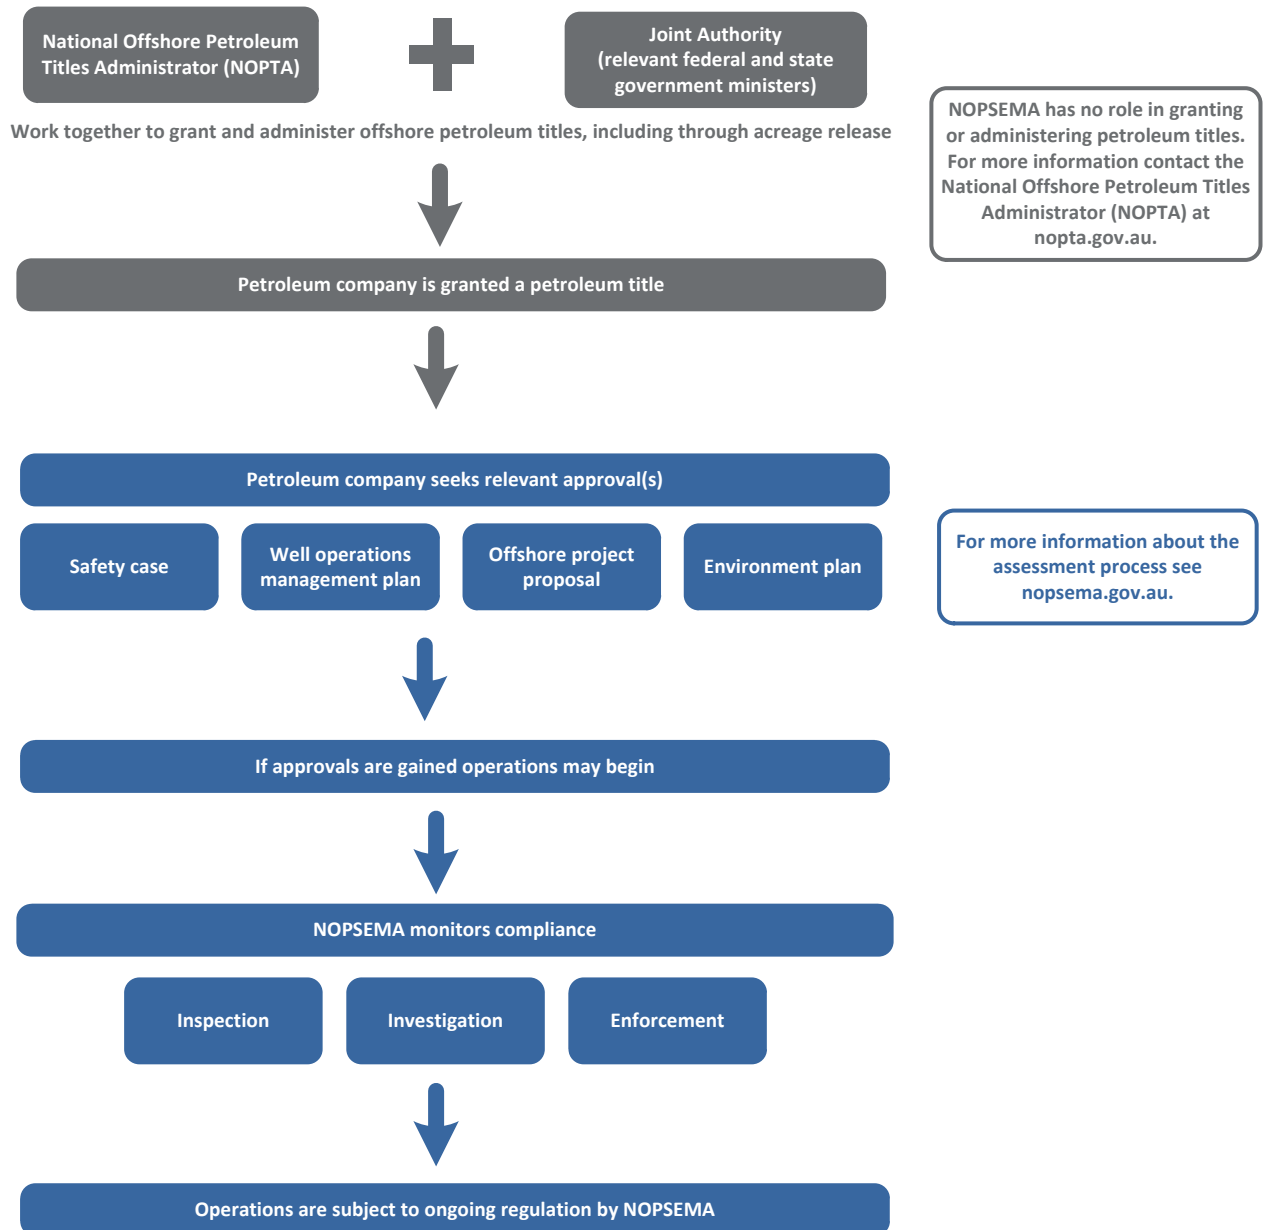 National Offshore Petroleum
Titles Administrator (NOPTA)
Joint Authority
(relevant federal and state
government ministers)
Work together to grant and administer offshore petroleum titles, including through acreage release
NOPSEMA has no role in granting
or administering petroleum titles.
For more information contact the
National Offshore Petroleum Titles
Administrator (NOPTA) at
nopta.gov.au.
Petroleum company is granted a petroleum title
Petroleum company seeks relevant approval(s)
Safety case
Well operations
management plan
Offshore project
proposal
Environment plan
For more information about the
assessment process see
nopsema.gov.au.
If approvals are gained operations may begin
NOPSEMA monitors compliance
Inspection
Investigation
Enforcement
Operations are subject to ongoing regulation by NOPSEMA